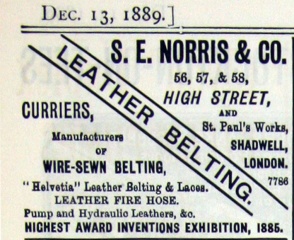 DEC. 13, 1889.]
S. E. NORRIS & CO.
56, 57, & 58,
HIGH STREET,
AND
St. Paul's Works,
SHADWELL,
LONDON.
7786
LEATHER BELTING.
CURRIERS,
Manufacturers
OF
WIRE-SEWN BELTING,
"Helvetia" Leather Belting & Laces.
LEATHER FIRE HOSE.
Pump and Hydraulic Leathers, &c.
HIGHEST AWARD INVENTIONS EXHIBITION, 1885.